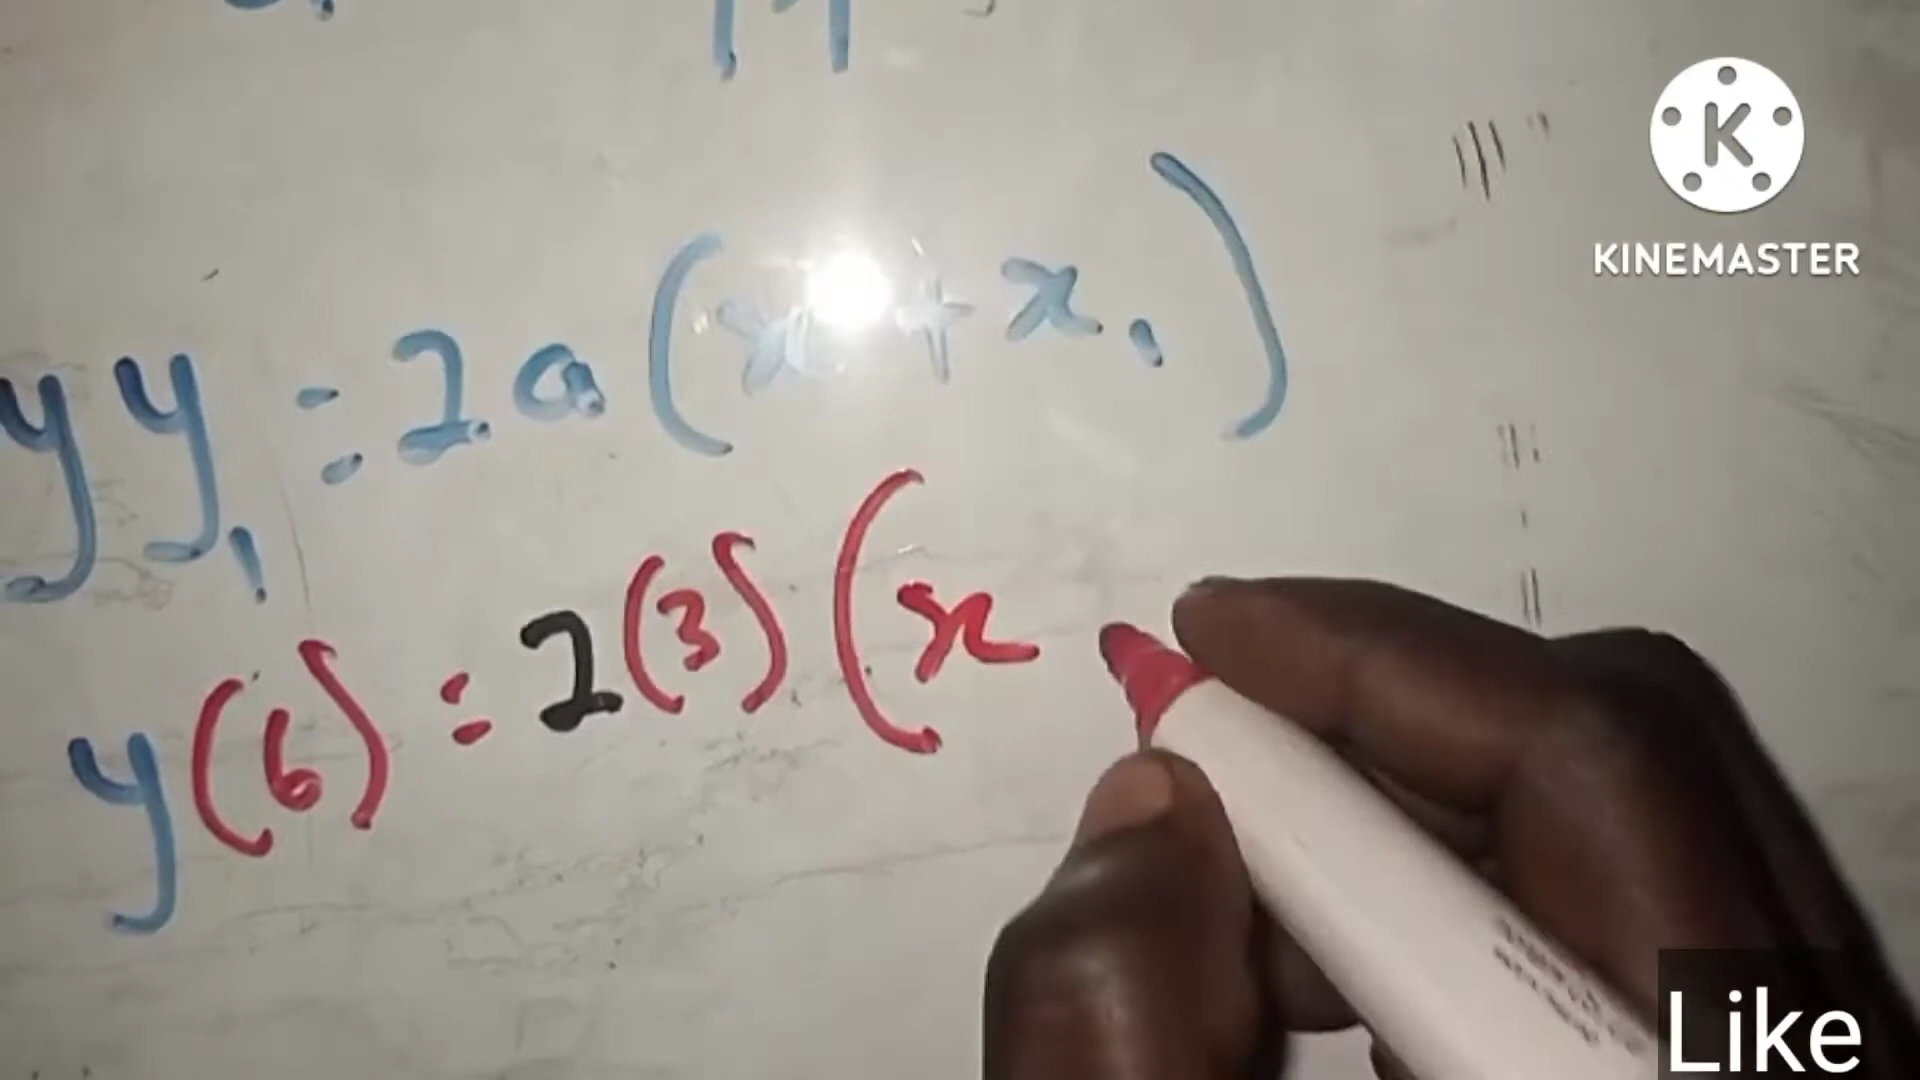 K
KINEMASTER
yy₁ = 2a(x + x₁)
y(6) = 2(3)(x
Like